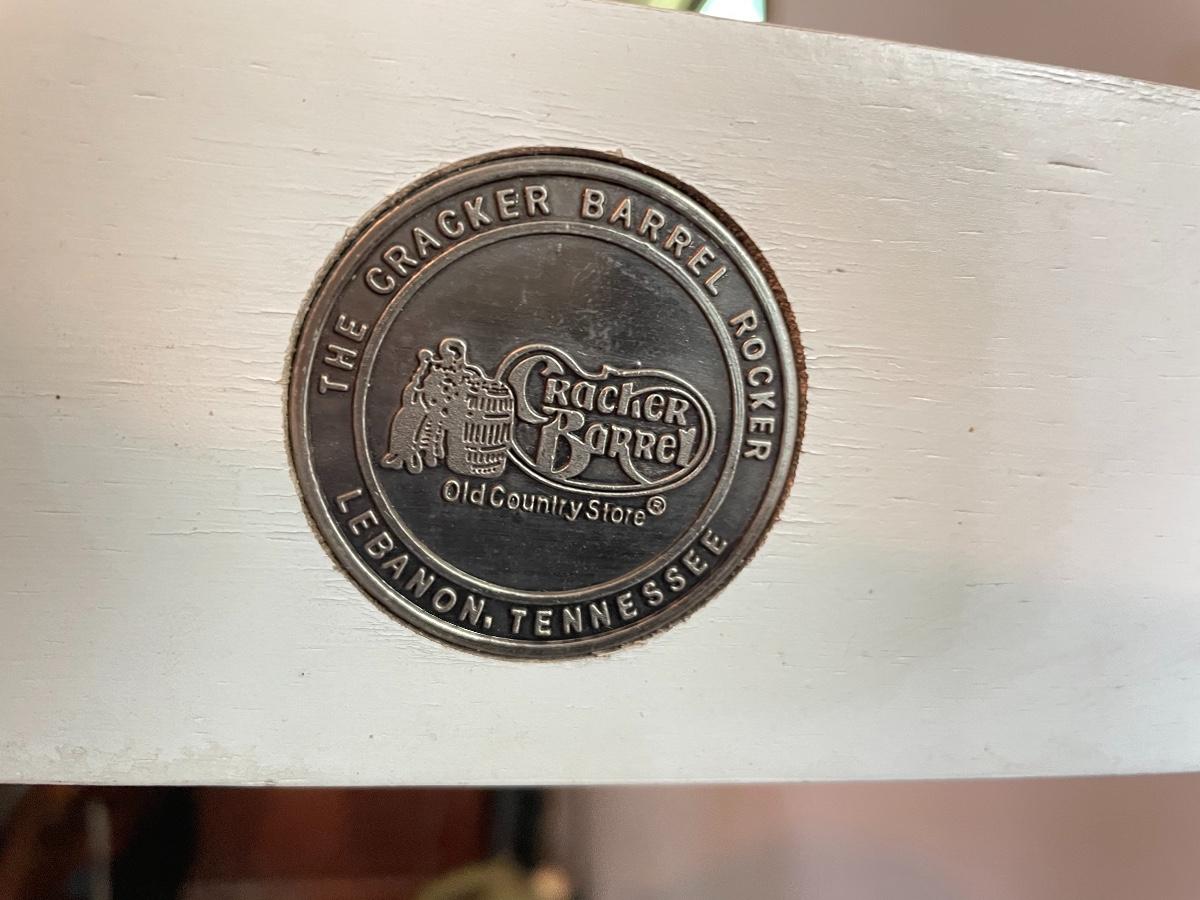 THE CRACKER BARREL ROCKER
Cracker
Barrel
Old Country Store®
LEBANON, TENNESSEE